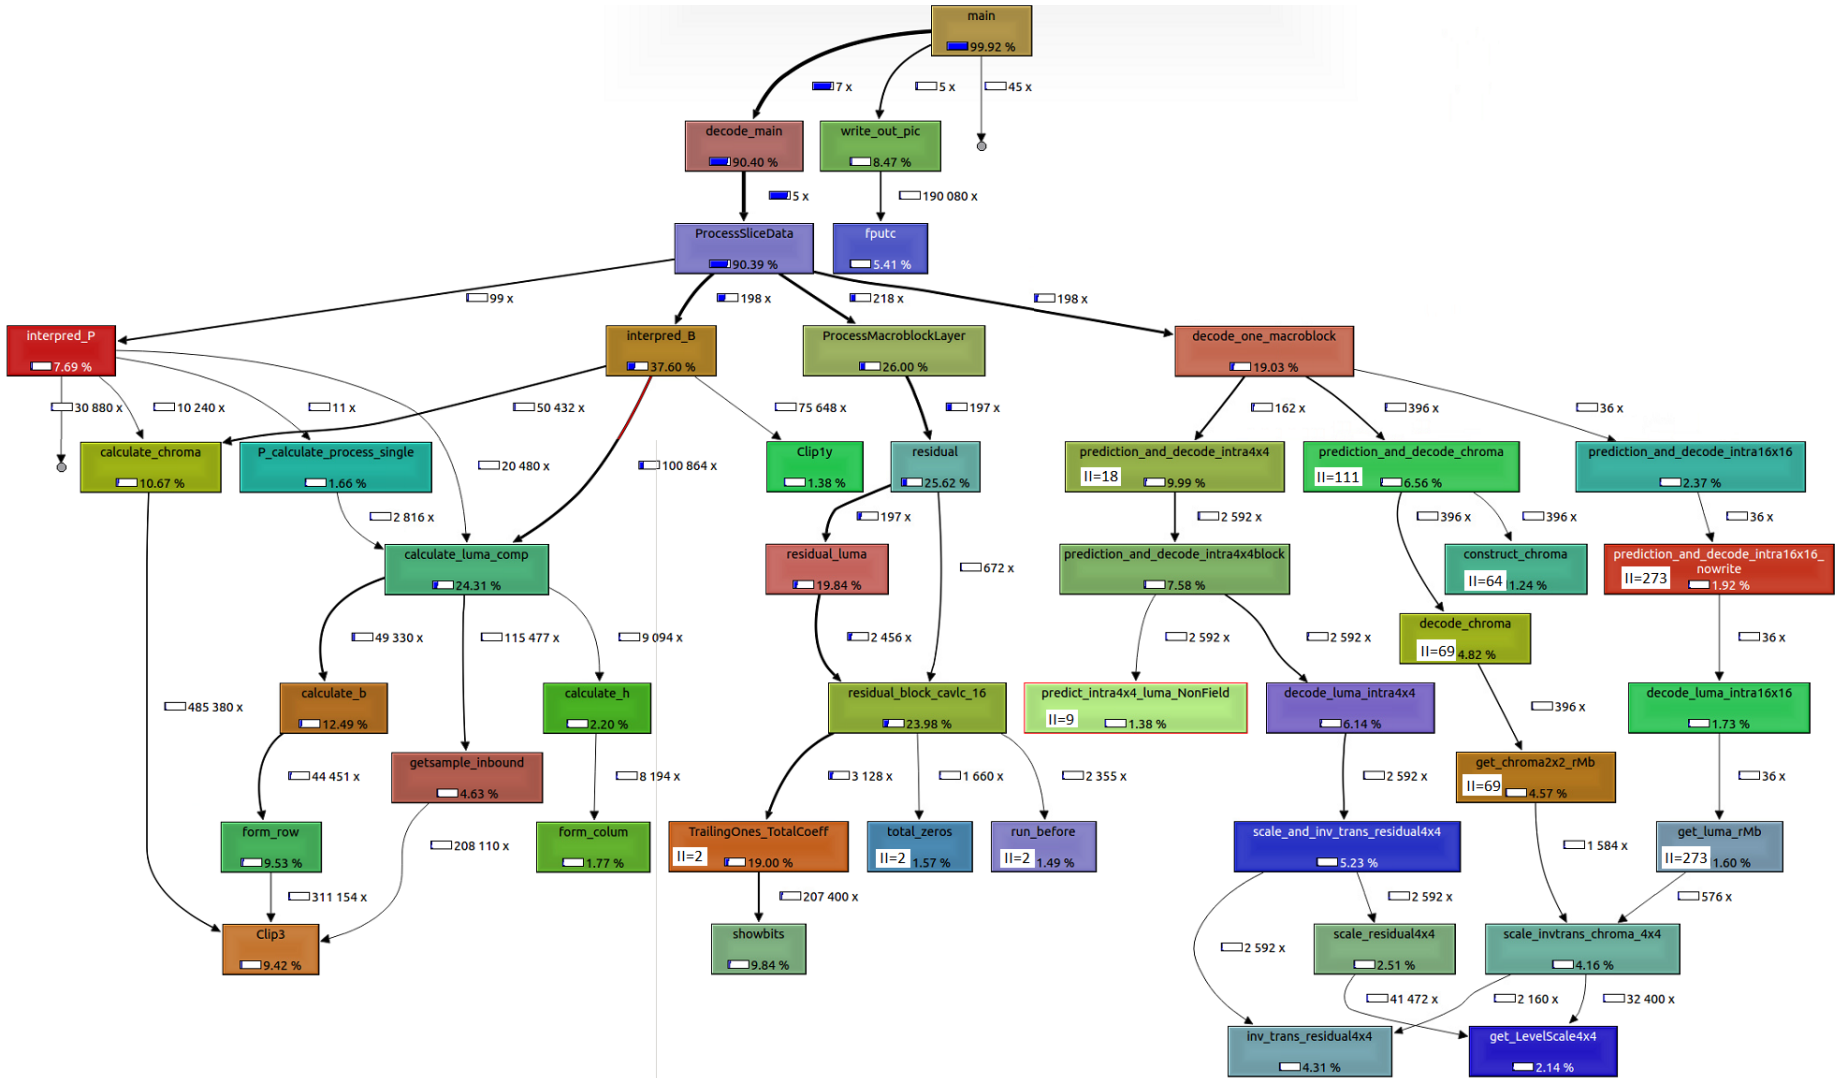 main
99.92 %
7 x
5 x
45 x
decode_main
90.40 %
write_out_pic
8.47 %
5 x
190 080 x
ProcessSliceData
90.39 %
fputc
5.41 %
99 x
198 x
218 x
198 x
interpred_P
7.69 %
interpred_B
37.60 %
ProcessMacroblockLayer
26.00 %
decode_one_macroblock
19.03 %
30 880 x
10 240 x
11 x
50 432 x
75 648 x
197 x
162 x
396 x
36 x
calculate_chroma
10.67 %
P_calculate_process_single
1.66 %
20 480 x
100 864 x
Clip1y
1.38 %
residual
25.62 %
prediction_and_decode_intra4x4
II=18
9.99 %
prediction_and_decode_chroma
II=111
6.56 %
prediction_and_decode_intra16x16
2.37 %
2 816 x
197 x
2 592 x
396 x
396 x
36 x
calculate_luma_comp
24.31 %
residual_luma
19.84 %
672 x
prediction_and_decode_intra4x4block
7.58 %
construct_chroma
II=64
1.24 %
prediction_and_decode_intra16x16_
nowrite
II=273
1.92 %
49 330 x
115 477 x
9 094 x
2 456 x
2 592 x
2 592 x
decode_chroma
II=69
4.82 %
36 x
calculate_b
12.49 %
calculate_h
2.20 %
residual_block_cavlc_16
23.98 %
predict_intra4x4_luma_NonField
II=9
1.38 %
decode_luma_intra4x4
6.14 %
396 x
decode_luma_intra16x16
1.73 %
485 380 x
44 451 x
getsample_inbound
4.63 %
8 194 x
3 128 x
1 660 x
2 355 x
2 592 x
get_chroma2x2_rMb
II=69
4.57 %
36 x
form_row
9.53 %
208 110 x
form_colum
1.77 %
TrailingOnes_TotalCoeff
II=2
19.00 %
total_zeros
II=2
1.57 %
run_before
II=2
1.49 %
scale_and_inv_trans_residual4x4
5.23 %
1 584 x
get_luma_rMb
II=273
1.60 %
311 154 x
207 400 x
2 592 x
576 x
Clip3
9.42 %
showbits
9.84 %
2 592 x
scale_residual4x4
2.51 %
scale_invtrans_chroma_4x4
4.16 %
41 472 x
2 160 x
32 400 x
inv_trans_residual4x4
4.31 %
get_LevelScale4x4
2.14 %